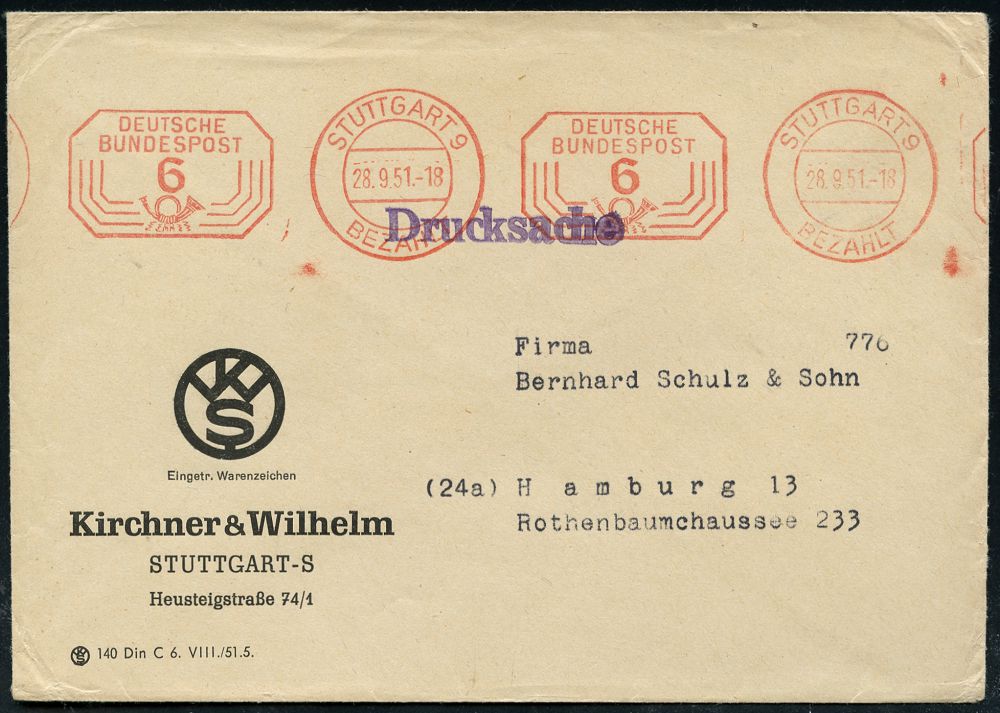 DEUTSCHE
BUNDESPOST
6
STUTTGART 9
28.9.51.-18
BEZAHLT
DEUTSCHE
BUNDESPOST
6
STUTTGART 9
28.9.51.-18
BEZAHLT
Drucksache
Firma 776
Bernhard Schulz & Sohn
(24a) H a m b u r g 13
Rothenbaumchaussee 233
KW
S
Eingetr. Warenzeichen
Kirchner & Wilhelm
STUTTGART-S
Heusteigstraße 74/1
140 Din C 6. VIII./51.5.